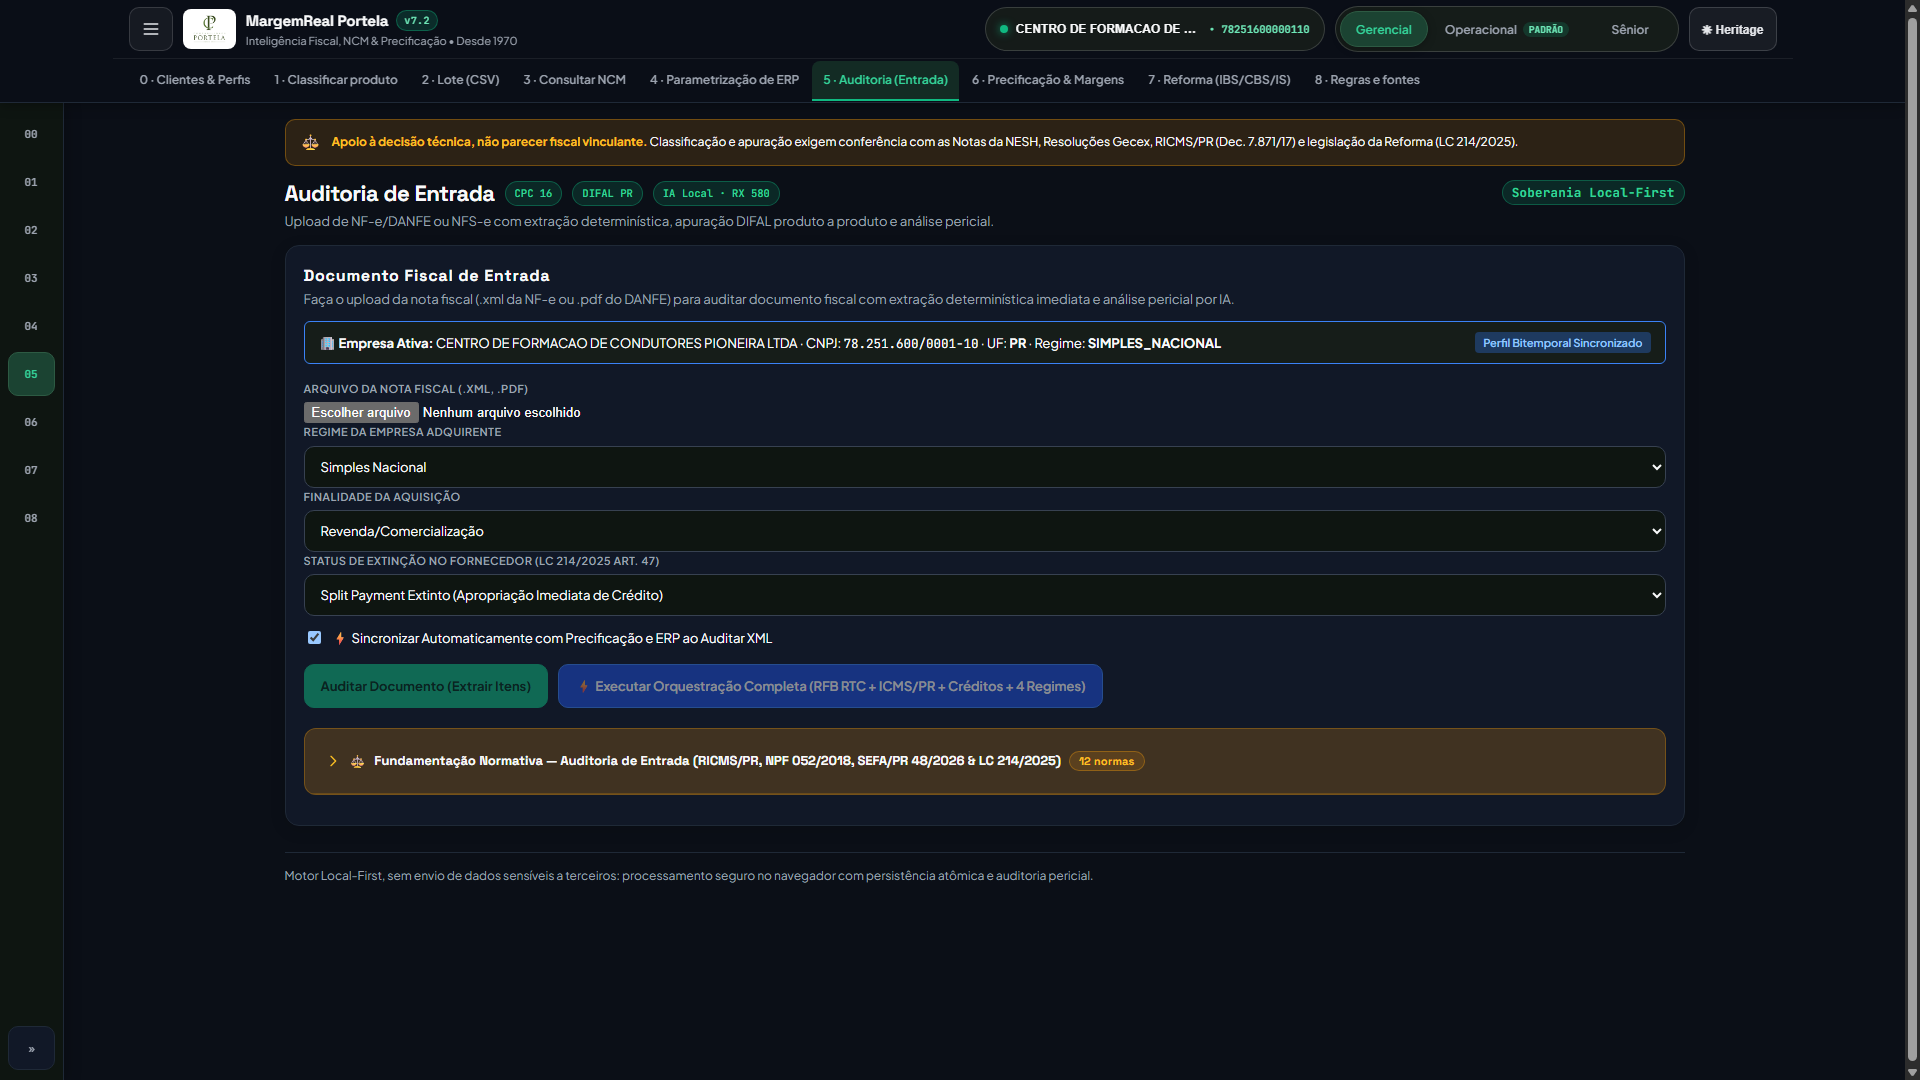 MargemReal Portela v7.2
Inteligência Fiscal, NCM & Precificação • Desde 1970
PORTELA
CENTRO DE FORMACAO DE ... • 78251600000110
Gerencial
Operacional PADRÃO
Sênior
Heritage
0 · Clientes & Perfis
1 · Classificar produto
2 · Lote (CSV)
3 · Consultar NCM
4 · Parametrização de ERP
5 · Auditoria (Entrada)
6 · Precificação & Margens
7 · Reforma (IBS/CBS/IS)
8 · Regras e fontes
00
01
02
03
04
05
06
07
08
»
Apoio à decisão técnica, não parecer fiscal vinculante. Classificação e apuração exigem conferência com as Notas da NESH, Resoluções Gecex, RICMS/PR (Dec. 7.871/17) e legislação da Reforma (LC 214/2025).
Auditoria de Entrada CPC 16 DIFAL PR IA Local · RX 580
Soberania Local-First
Upload de NF-e/DANFE ou NFS-e com extração determinística, apuração DIFAL produto a produto e análise pericial.
Documento Fiscal de Entrada
Faça o upload da nota fiscal (.xml da NF-e ou .pdf do DANFE) para auditar documento fiscal com extração determinística imediata e análise pericial por IA.
Empresa Ativa: CENTRO DE FORMACAO DE CONDUTORES PIONEIRA LTDA · CNPJ: 78.251.600/0001-10 · UF: PR · Regime: SIMPLES_NACIONAL
Perfil Bitemporal Sincronizado
ARQUIVO DA NOTA FISCAL (.XML, .PDF)
Escolher arquivo Nenhum arquivo escolhido
REGIME DA EMPRESA ADQUIRENTE
Simples Nacional
FINALIDADE DA AQUISIÇÃO
Revenda/Comercialização
STATUS DE EXTINÇÃO NO FORNECEDOR (LC 214/2025 ART. 47)
Split Payment Extinto (Apropriação Imediata de Crédito)
Sincronizar Automaticamente com Precificação e ERP ao Auditar XML
Auditar Documento (Extrair Itens)
Executar Orquestração Completa (RFB RTC + ICMS/PR + Créditos + 4 Regimes)
Fundamentação Normativa — Auditoria de Entrada (RICMS/PR, NPF 052/2018, SEFA/PR 48/2026 & LC 214/2025) 12 normas
Motor Local-First, sem envio de dados sensíveis a terceiros: processamento seguro no navegador com persistência atômica e auditoria pericial.